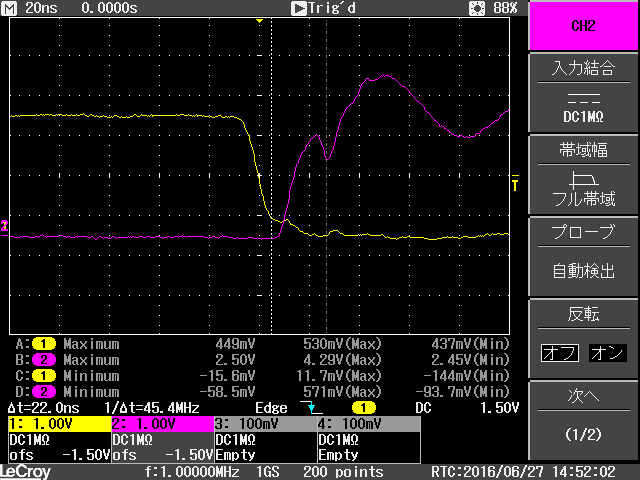 M 20ns 0.0000s Trig'd 88%
CH2
入力結合
DC1MΩ
帯域幅
フル帯域
プローブ
自動検出
反転
オフ オン
次へ
(1/2)
2
T
A: 1 Maximum 449mV 530mV(Max) 437mV(Min)
B: 2 Maximum 2.50V 4.29V(Max) 2.45V(Min)
C: 1 Minimum -15.6mV 11.7mV(Max) -144mV(Min)
D: 2 Minimum -58.5mV 571mV(Max) -93.7mV(Min)
Δt=22.0ns 1/Δt=45.4MHz Edge 1 DC 1.50V
1: 1.00V 2: 1.00V 3: 100mV 4: 100mV
DC1MΩ DC1MΩ DC1MΩ DC1MΩ
ofs -1.50V ofs -1.50V Empty Empty
LeCroy f:1.00000MHz 1GS 200 points RTC:2016/06/27 14:52:02